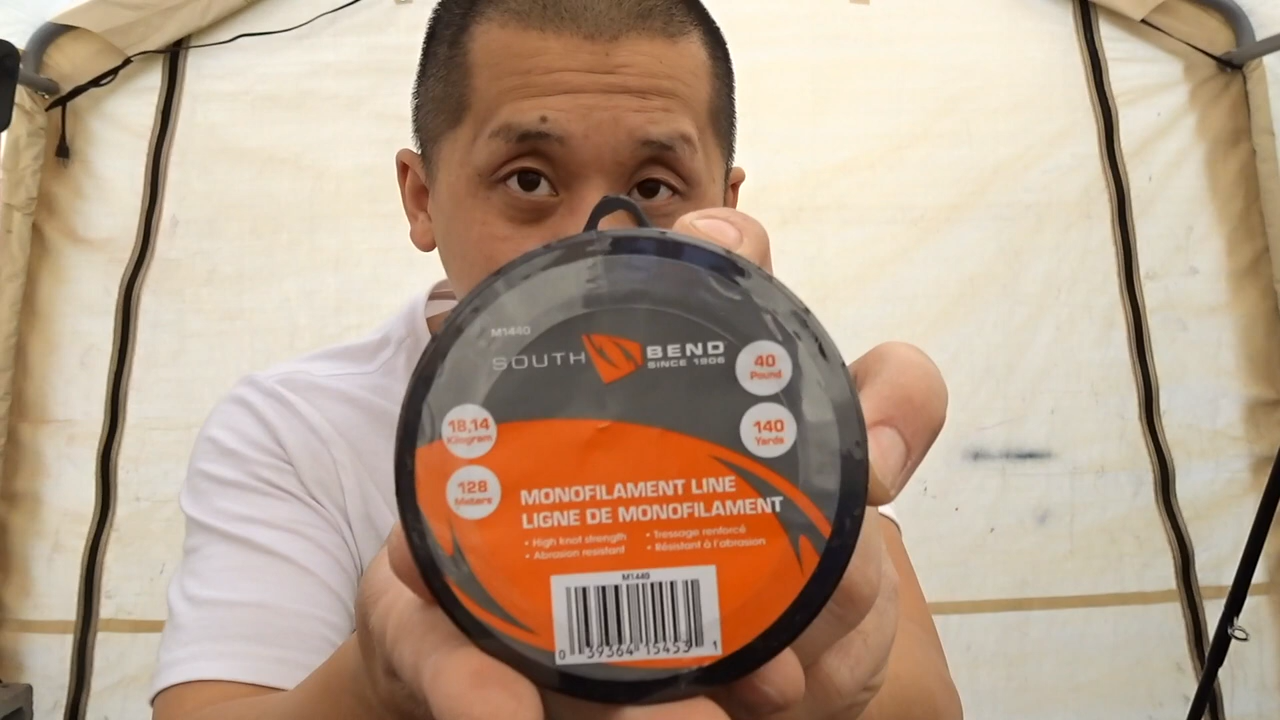 M1440
SOUTH BEND
SINCE 1906
40
Pound
18,14
Kilogram
140
Yards
128
Meters
MONOFILAMENT LINE
LIGNE DE MONOFILAMENT
• High knot strength
• Abrasion resistant
• Tressage renforcé
• Résistant à l'abrasion
M1440
0 39364 15453 1